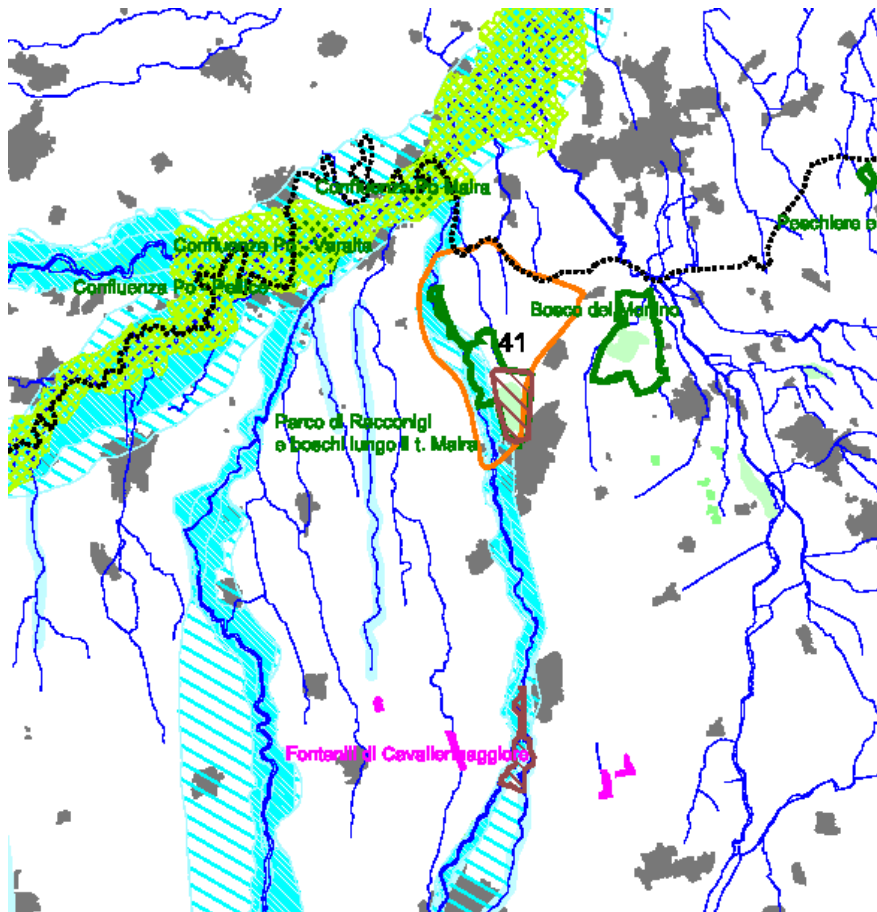 Confluenza Po-Maira
Peschiere e
Confluenza Po - Varaita
Confluenza Po - Pellice
Bosco del Merlino
41
Parco di Racconigi
e boschi lungo il t. Maira
Fontanili di Cavallermaggiore